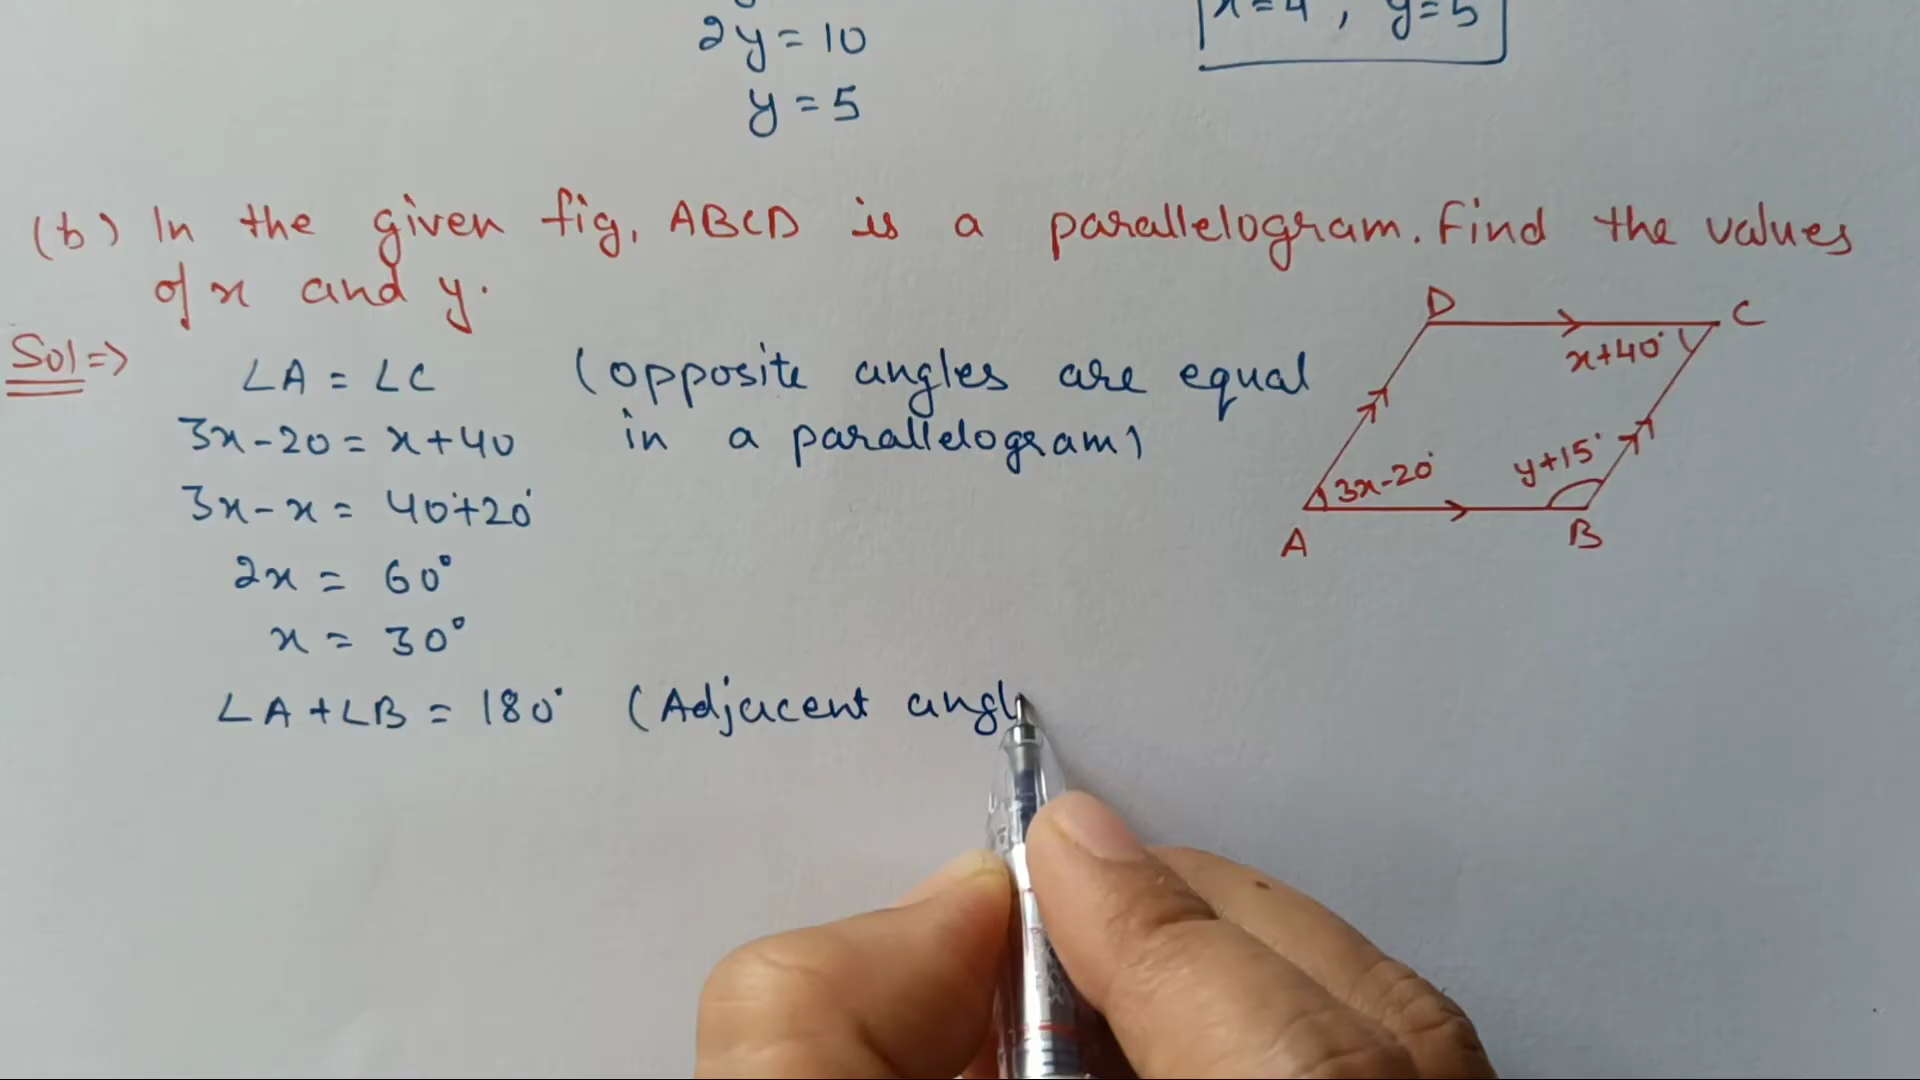 2y = 10
x=4 , y=5
y = 5
(b) In the given fig, ABCD is a parallelogram. Find the values
of x and y.
Sol=>
∠A = ∠C (opposite angles are equal
3x-20 = x+40 in a parallelogram)
3x-x = 40°+20°
2x = 60°
x = 30°
∠A+∠B = 180° (Adjacent angl
D
C
x+40°
y+15°
3x-20°
A
B